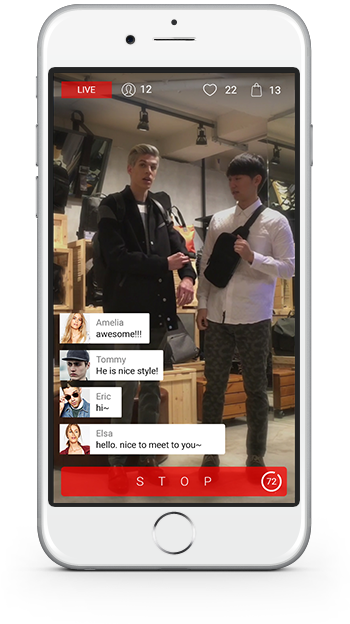 LIVE 12 22 13
Amelia
awesome!!!
Tommy
He is nice style!
Eric
hi~
Elsa
hello. nice to meet to you~
STOP 72